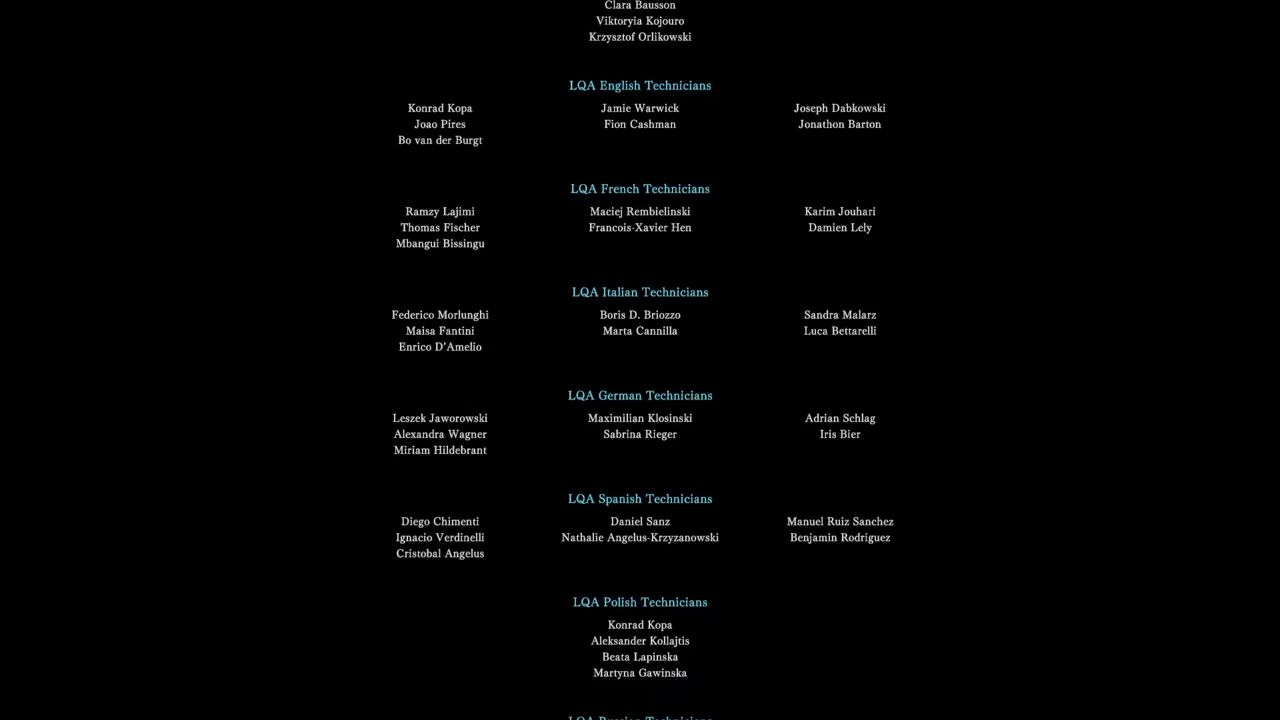 Clara Bausson
Viktoryia Kojouro
Krzysztof Orlikowski
LQA English Technicians
Konrad Kopa Jamie Warwick Joseph Dabkowski
Joao Pires Fion Cashman Jonathon Barton
Bo van der Burgt
LQA French Technicians
Ramzy Lajimi Maciej Rembielinski Karim Jouhari
Thomas Fischer Francois-Xavier Hen Damien Lely
Mbangui Bissingu
LQA Italian Technicians
Federico Morlunghi Boris D. Briozzo Sandra Malarz
Maisa Fantini Marta Cannilla Luca Bettarelli
Enrico D'Amelio
LQA German Technicians
Leszek Jaworowski Maximilian Klosinski Adrian Schlag
Alexandra Wagner Sabrina Rieger Iris Bier
Miriam Hildebrant
LQA Spanish Technicians
Diego Chimenti Daniel Sanz Manuel Ruiz Sanchez
Ignacio Verdinelli Nathalie Angelus-Krzyzanowski Benjamin Rodriguez
Cristobal Angelus
LQA Polish Technicians
Konrad Kopa
Aleksander Kollajtis
Beata Lapinska
Martyna Gawinska
LQA Russian Technicians